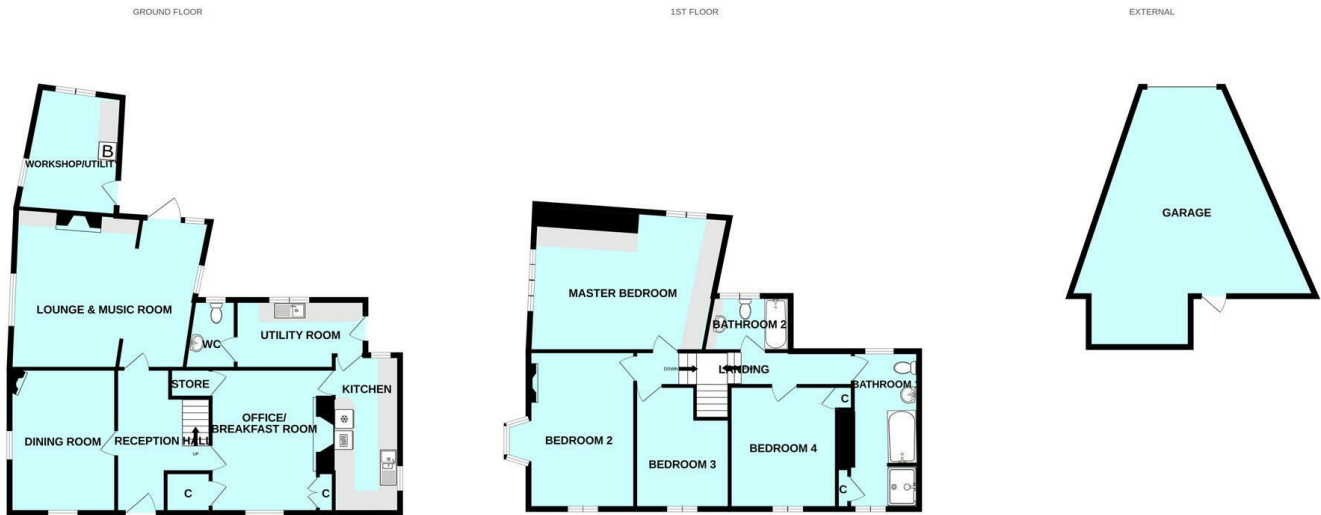 GROUND FLOOR
1ST FLOOR
EXTERNAL
B
WORKSHOP/UTILITY
LOUNGE & MUSIC ROOM
WC
UTILITY ROOM
STORE
KITCHEN
OFFICE/
BREAKFAST ROOM
DINING ROOM
RECEPTION HALL
UP
C
C
MASTER BEDROOM
BATHROOM 2
DOWN
LANDING
BATHROOM 1
C
BEDROOM 2
BEDROOM 3
BEDROOM 4
C
GARAGE